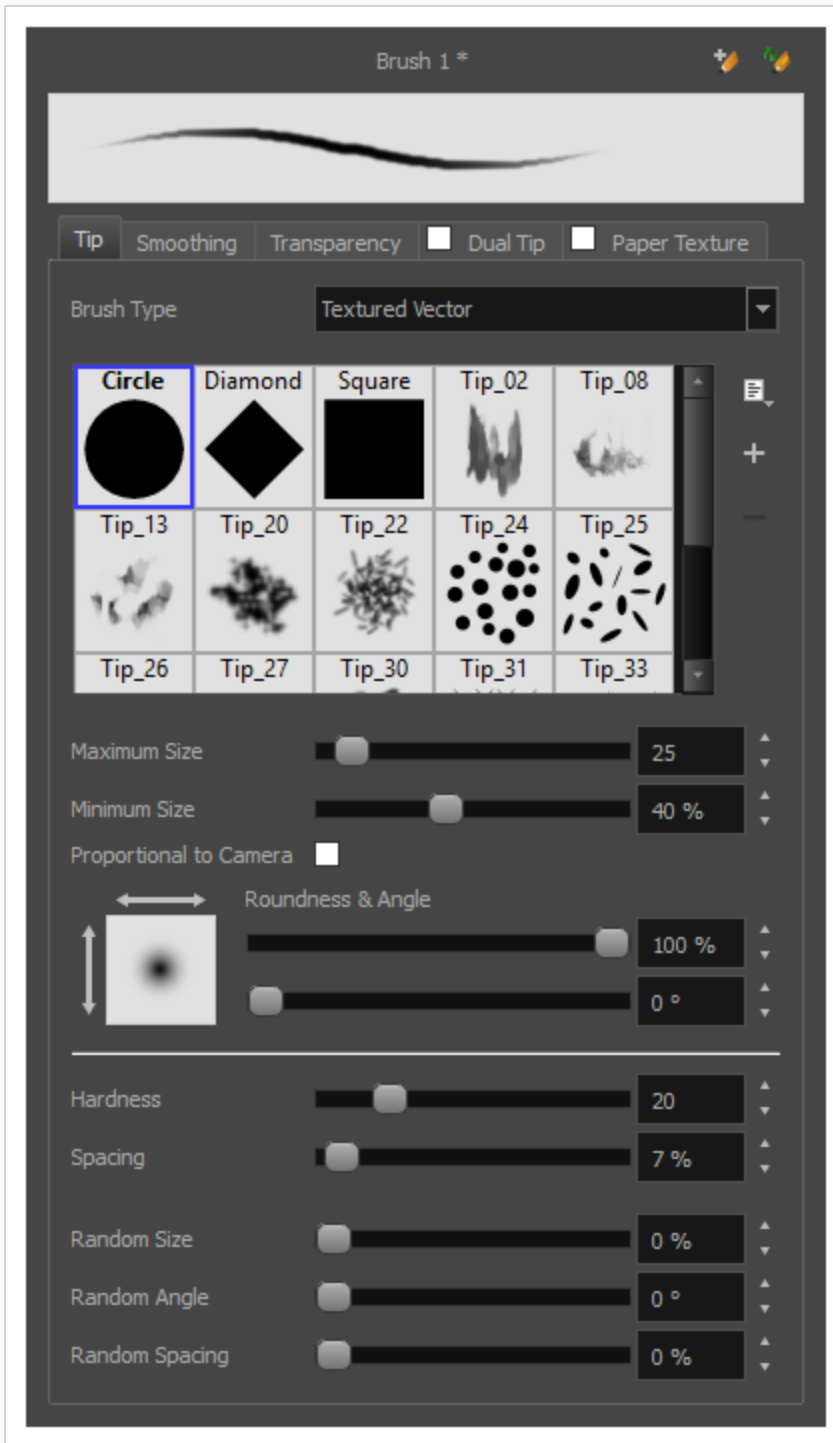 Brush 1 *
Tip Smoothing Transparency Dual Tip Paper Texture
Brush Type Textured Vector
Circle Diamond Square Tip_02 Tip_08
Tip_13 Tip_20 Tip_22 Tip_24 Tip_25
Tip_26 Tip_27 Tip_30 Tip_31 Tip_33
Maximum Size 25
Minimum Size 40 %
Proportional to Camera
Roundness & Angle
100 %
0 °
Hardness 20
Spacing 7 %
Random Size 0 %
Random Angle 0 °
Random Spacing 0 %